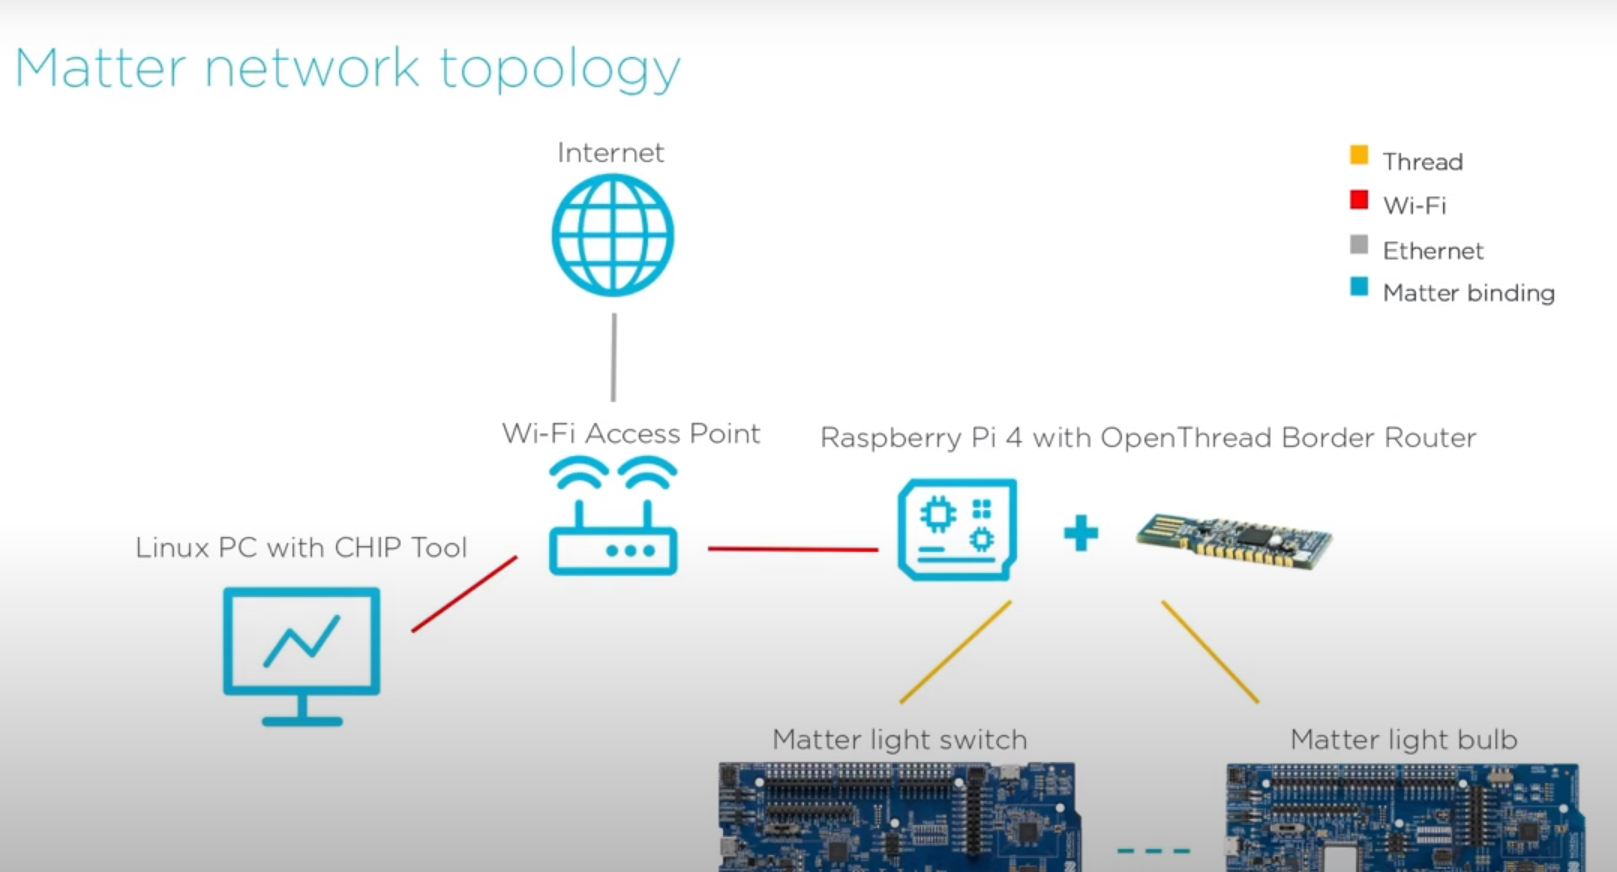 Matter network topology
Internet
Thread
Wi-Fi
Ethernet
Matter binding
Wi-Fi Access Point
Raspberry Pi 4 with OpenThread Border Router
Linux PC with CHIP Tool
Matter light switch
Matter light bulb